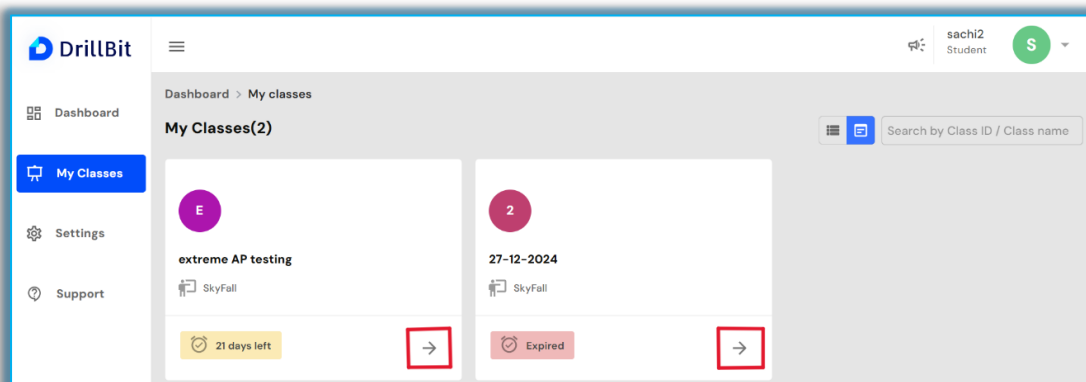 DrillBit
sachi2
Student
S
Dashboard
My Classes
Settings
Support
Dashboard > My classes
My Classes(2)
Search by Class ID / Class name
E
extreme AP testing
SkyFall
21 days left
2
27-12-2024
SkyFall
Expired